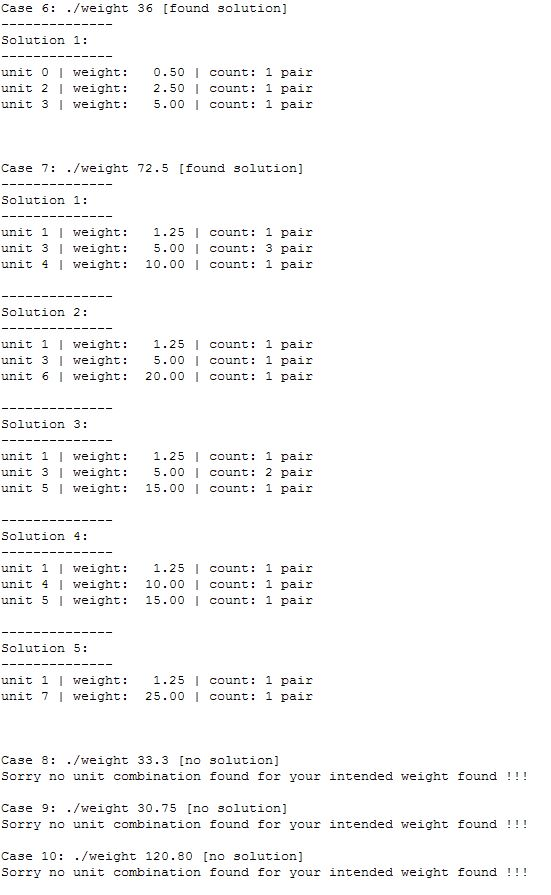 Case 6: ./weight 36 [found solution]
--------------
Solution 1:
--------------
unit 0 | weight:   0.50 | count: 1 pair
unit 2 | weight:   2.50 | count: 1 pair
unit 3 | weight:   5.00 | count: 1 pair
Case 7: ./weight 72.5 [found solution]
--------------
Solution 1:
--------------
unit 1 | weight:   1.25 | count: 1 pair
unit 3 | weight:   5.00 | count: 3 pair
unit 4 | weight:  10.00 | count: 1 pair
--------------
Solution 2:
--------------
unit 1 | weight:   1.25 | count: 1 pair
unit 3 | weight:   5.00 | count: 1 pair
unit 6 | weight:  20.00 | count: 1 pair
--------------
Solution 3:
--------------
unit 1 | weight:   1.25 | count: 1 pair
unit 3 | weight:   5.00 | count: 2 pair
unit 5 | weight:  15.00 | count: 1 pair
--------------
Solution 4:
--------------
unit 1 | weight:   1.25 | count: 1 pair
unit 4 | weight:  10.00 | count: 1 pair
unit 5 | weight:  15.00 | count: 1 pair
--------------
Solution 5:
--------------
unit 1 | weight:   1.25 | count: 1 pair
unit 7 | weight:  25.00 | count: 1 pair
Case 8: ./weight 33.3 [no solution]
Sorry no unit combination found for your intended weight found !!!
Case 9: ./weight 30.75 [no solution]
Sorry no unit combination found for your intended weight found !!!
Case 10: ./weight 120.80 [no solution]
Sorry no unit combination found for your intended weight found !!!